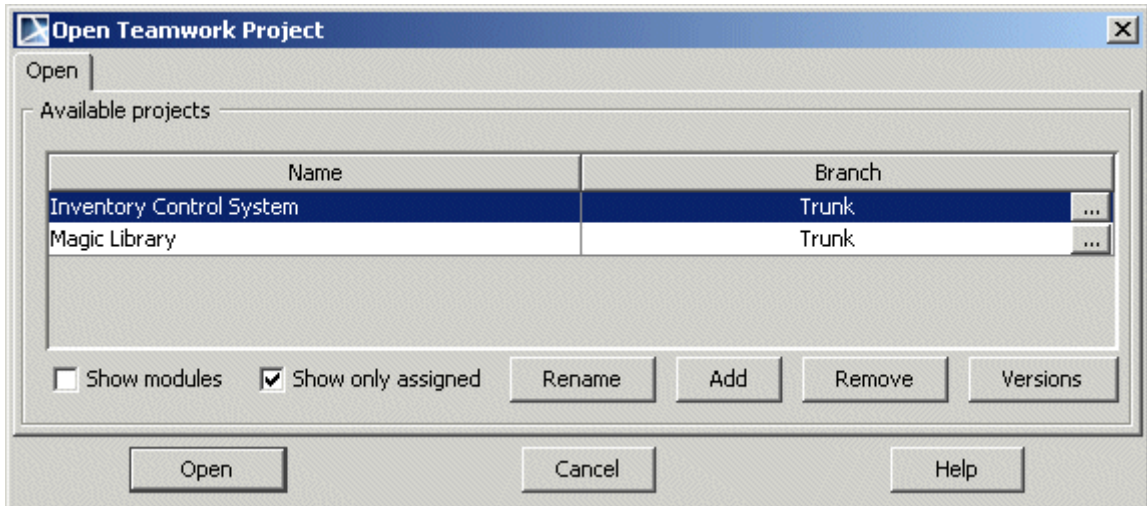 Open Teamwork Project
Open
Available projects
Name Branch
Inventory Control System Trunk ...
Magic Library Trunk ...
Show modules Show only assigned Rename Add Remove Versions
Open Cancel Help